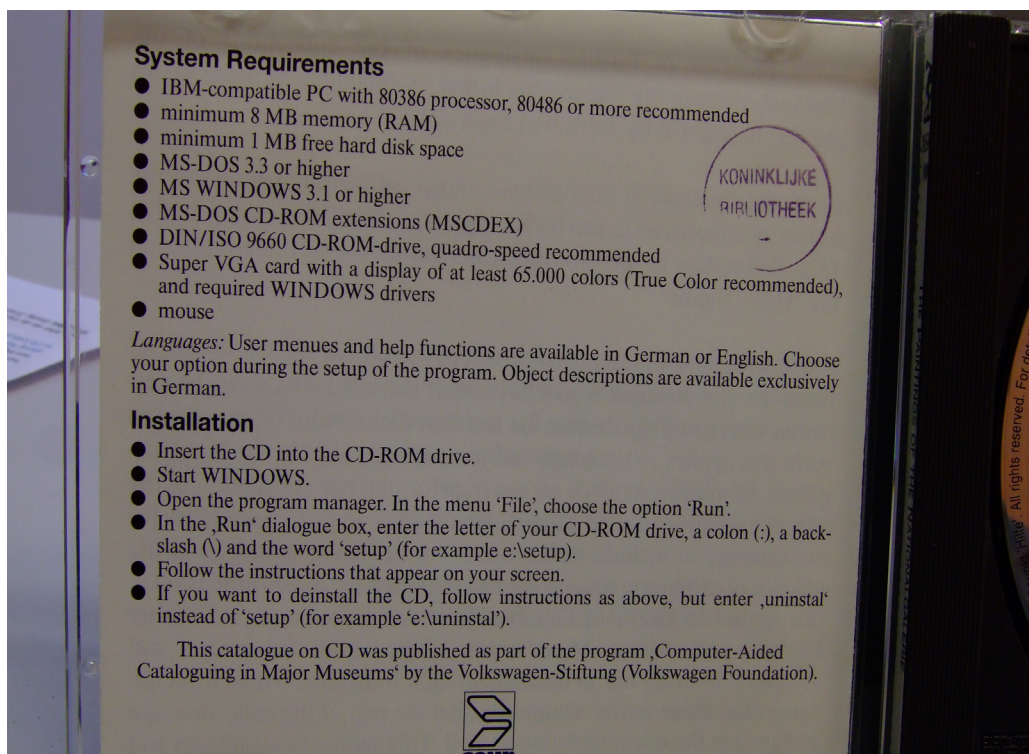 System Requirements
● IBM-compatible PC with 80386 processor, 80486 or more recommended
● minimum 8 MB memory (RAM)
● minimum 1 MB free hard disk space
● MS-DOS 3.3 or higher
● MS WINDOWS 3.1 or higher
● MS-DOS CD-ROM extensions (MSCDEX)
● DIN/ISO 9660 CD-ROM-drive, quadro-speed recommended
● Super VGA card with a display of at least 65.000 colors (True Color recommended),
and required WINDOWS drivers
● mouse
KONINKLIJKE
BIBLIOTHEEK
Languages: User menues and help functions are available in German or English. Choose
your option during the setup of the program. Object descriptions are available exclusively
in German.
Installation
● Insert the CD into the CD-ROM drive.
● Start WINDOWS.
● Open the program manager. In the menu ‘File’, choose the option ‘Run’.
● In the ‚Run‘ dialogue box, enter the letter of your CD-ROM drive, a colon (:), a back-
slash (\) and the word ‘setup’ (for example e:\setup).
● Follow the instructions that appear on your screen.
● If you want to deinstall the CD, follow instructions as above, but enter ‚uninstal‘
instead of ‘setup’ (for example ‘e:\uninstal’).
This catalogue on CD was published as part of the program ‚Computer-Aided
Cataloguing in Major Museums‘ by the Volkswagen-Stiftung (Volkswagen Foundation).
All rights reserved. For